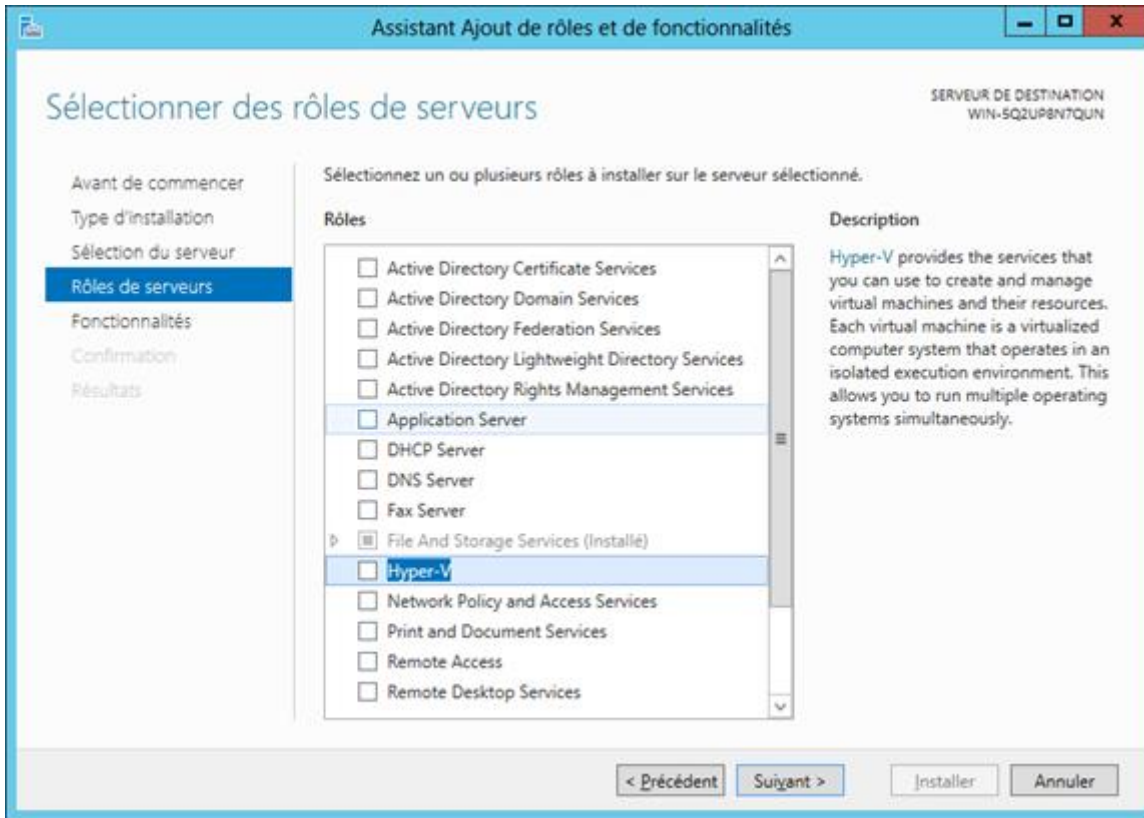 Assistant Ajout de rôles et de fonctionnalités
Sélectionner des rôles de serveurs
SERVEUR DE DESTINATION
WIN-5Q2UP8N7QUN
Avant de commencer
Type d'installation
Sélection du serveur
Rôles de serveurs
Fonctionnalités
Confirmation
Résultats
Sélectionnez un ou plusieurs rôles à installer sur le serveur sélectionné.
Rôles
Active Directory Certificate Services
Active Directory Domain Services
Active Directory Federation Services
Active Directory Lightweight Directory Services
Active Directory Rights Management Services
Application Server
DHCP Server
DNS Server
Fax Server
File And Storage Services (Installé)
Hyper-V
Network Policy and Access Services
Print and Document Services
Remote Access
Remote Desktop Services
Description
Hyper-V provides the services that
you can use to create and manage
virtual machines and their resources.
Each virtual machine is a virtualized
computer system that operates in an
isolated execution environment. This
allows you to run multiple operating
systems simultaneously.
< Précédent
Suivant >
Installer
Annuler